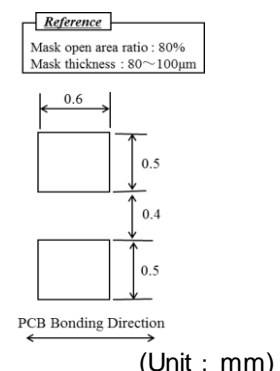 Reference
Mask open area ratio : 80%
Mask thickness : 80～100μm
0.6
0.5
0.4
0.5
PCB Bonding Direction
(Unit : mm)